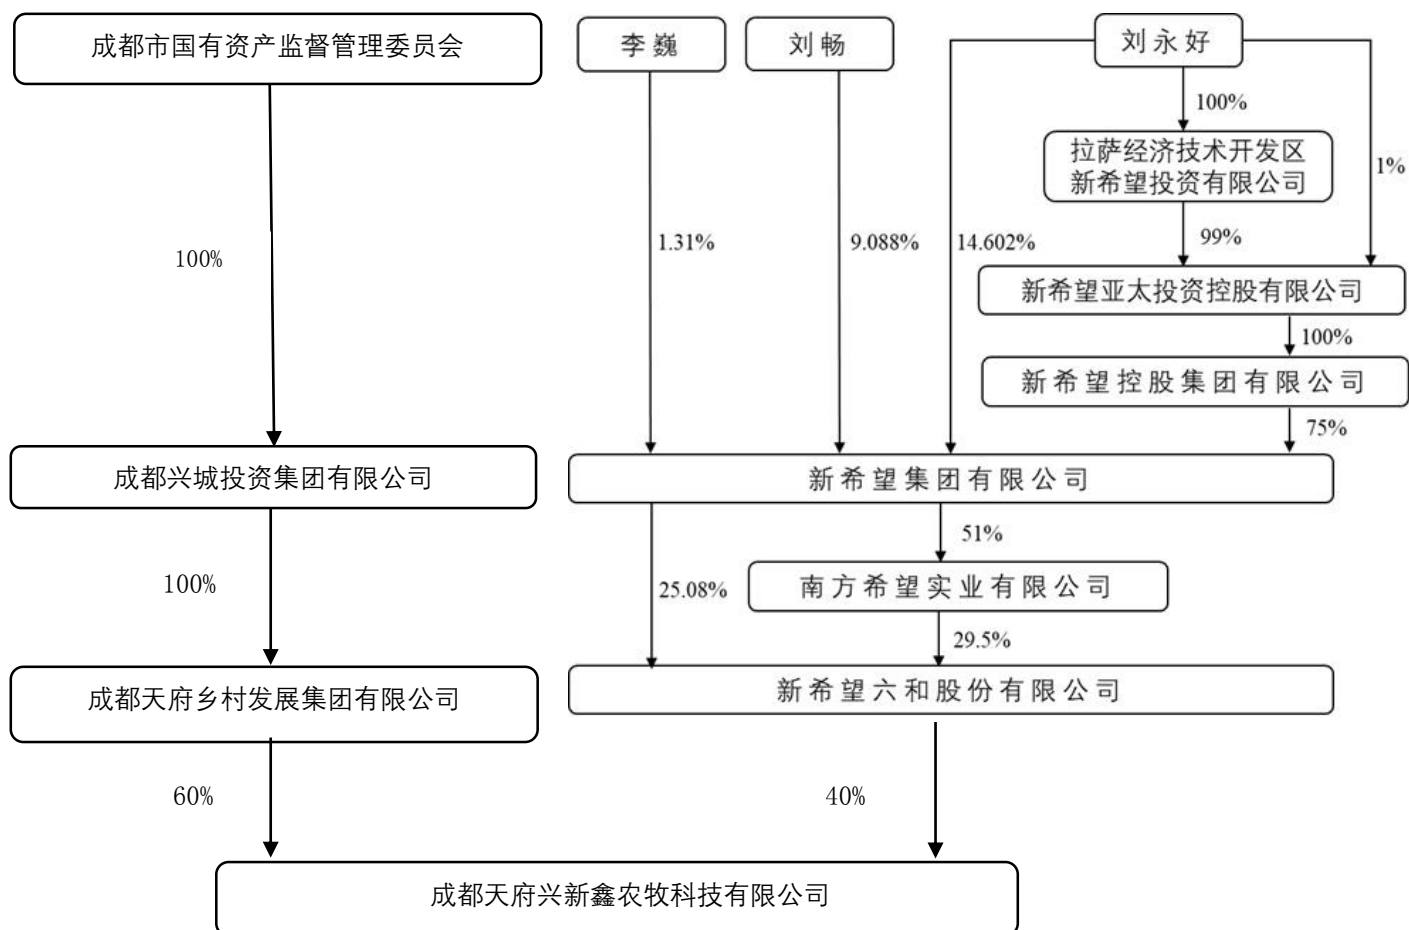 成都市国有资产监督管理委员会
李巍
刘畅
刘永好
100%
拉萨经济技术开发区
新希望投资有限公司
1%
100%
1.31%
9.088%
14.602%
99%
新希望亚太投资控股有限公司
100%
新希望控股集团有限公司
75%
成都兴城投资集团有限公司
新希望集团有限公司
51%
100%
25.08%
南方希望实业有限公司
29.5%
成都天府乡村发展集团有限公司
新希望六和股份有限公司
60%
40%
成都天府兴新鑫农牧科技有限公司